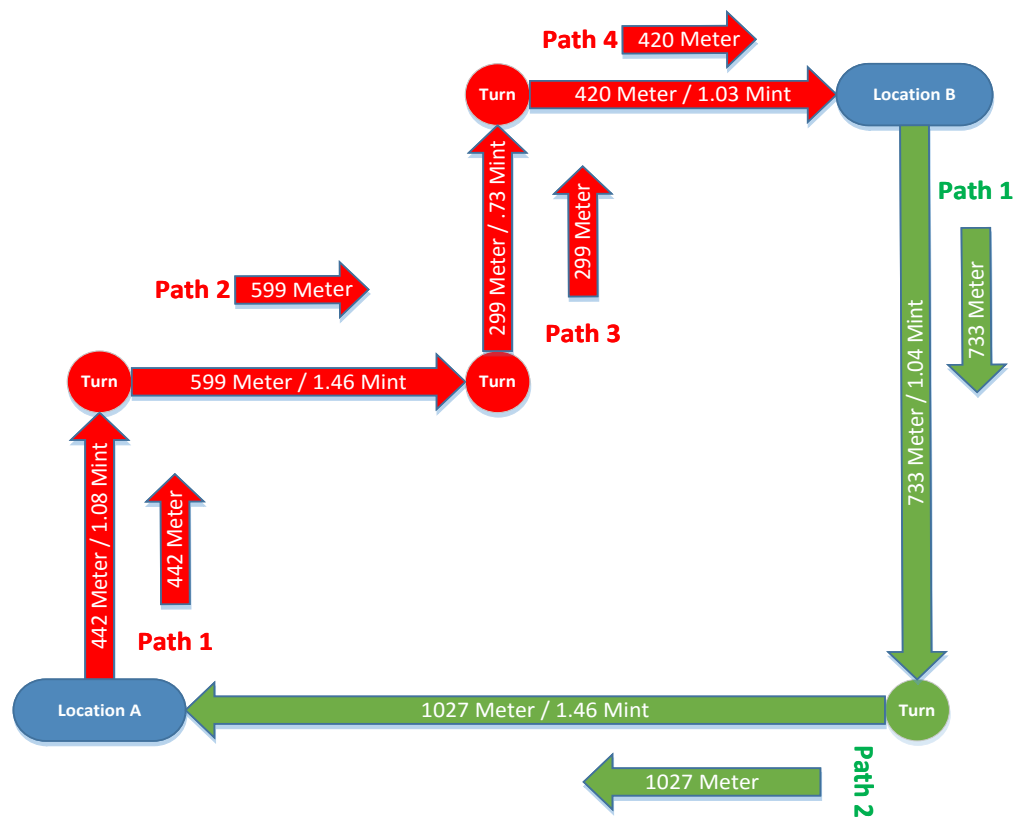 Path 4
420 Meter
Turn
420 Meter / 1.03 Mint
Location B
299 Meter / .73 Mint
299 Meter
Path 3
Path 1
733 Meter
733 Meter / 1.04 Mint
Path 2
599 Meter
Turn
599 Meter / 1.46 Mint
Turn
442 Meter / 1.08 Mint
442 Meter
Path 1
Location A
1027 Meter / 1.46 Mint
Turn
1027 Meter
Path 2